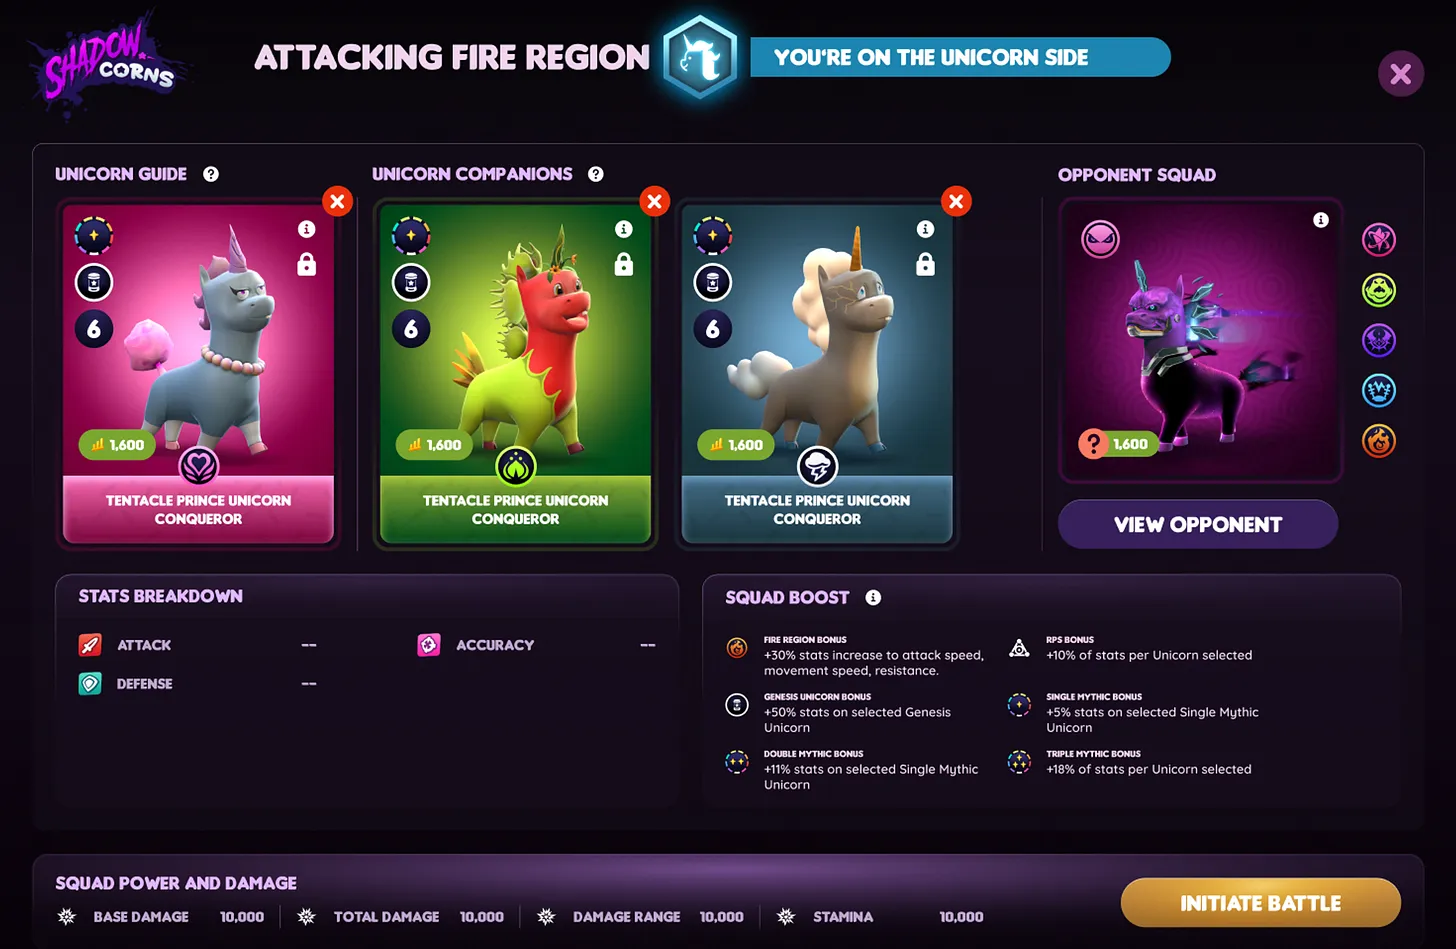 SHADOW
CORNS
ATTACKING FIRE REGION
YOU'RE ON THE UNICORN SIDE
UNICORN GUIDE ?
6
1,600
TENTACLE PRINCE UNICORN
CONQUEROR
UNICORN COMPANIONS ?
6
1,600
TENTACLE PRINCE UNICORN
CONQUEROR
6
1,600
TENTACLE PRINCE UNICORN
CONQUEROR
OPPONENT SQUAD
? 1,600
VIEW OPPONENT
STATS BREAKDOWN
ATTACK --
ACCURACY --
DEFENSE --
SQUAD BOOST
FIRE REGION BONUS
+30% stats increase to attack speed,
movement speed, resistance.
RPS BONUS
+10% of stats per Unicorn selected
GENESIS UNICORN BONUS
+50% stats on selected Genesis
Unicorn
SINGLE MYTHIC BONUS
+5% stats on selected Single Mythic
Unicorn
DOUBLE MYTHIC BONUS
+11% stats on selected Single Mythic
Unicorn
TRIPLE MYTHIC BONUS
+18% of stats per Unicorn selected
SQUAD POWER AND DAMAGE
BASE DAMAGE 10,000
TOTAL DAMAGE 10,000
DAMAGE RANGE 10,000
STAMINA 10,000
INITIATE BATTLE